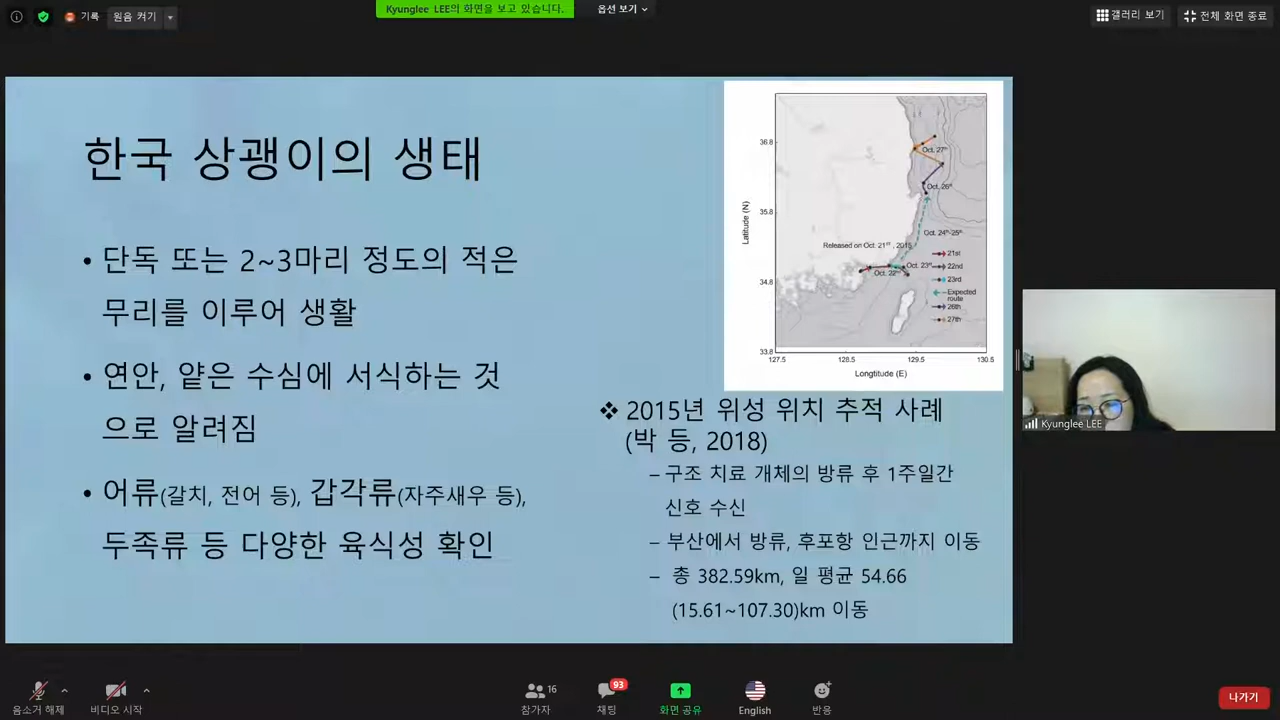 기록
원음 켜기
Kyunglee LEE의 화면을 보고 있습니다.
옵션 보기
갤러리 보기
전체 화면 종료
한국 상괭이의 생태
• 단독 또는 2~3마리 정도의 적은
무리를 이루어 생활
• 연안, 얕은 수심에 서식하는 것
으로 알려짐
• 어류(갈치, 전어 등), 갑각류(자주새우 등),
두족류 등 다양한 육식성 확인
Latitude (N)
36.8
35.8
34.8
33.8
127.5
128.5
129.5
130.5
Longtitude (E)
Oct. 27th
Oct. 26th
Oct. 24th-25th
Released on Oct. 21ST, 2015
Oct. 23rd
Oct. 22nd
21st
22nd
23rd
Expected
route
26th
27th
❖ 2015년 위성 위치 추적 사례
(박 등, 2018)
– 구조 치료 개체의 방류 후 1주일간
신호 수신
– 부산에서 방류, 후포항 인근까지 이동
– 총 382.59km, 일 평균 54.66
(15.61~107.30)km 이동
Kyunglee LEE
음소거 해제
비디오 시작
16
참가자
93
채팅
화면 공유
English
반응
나가기